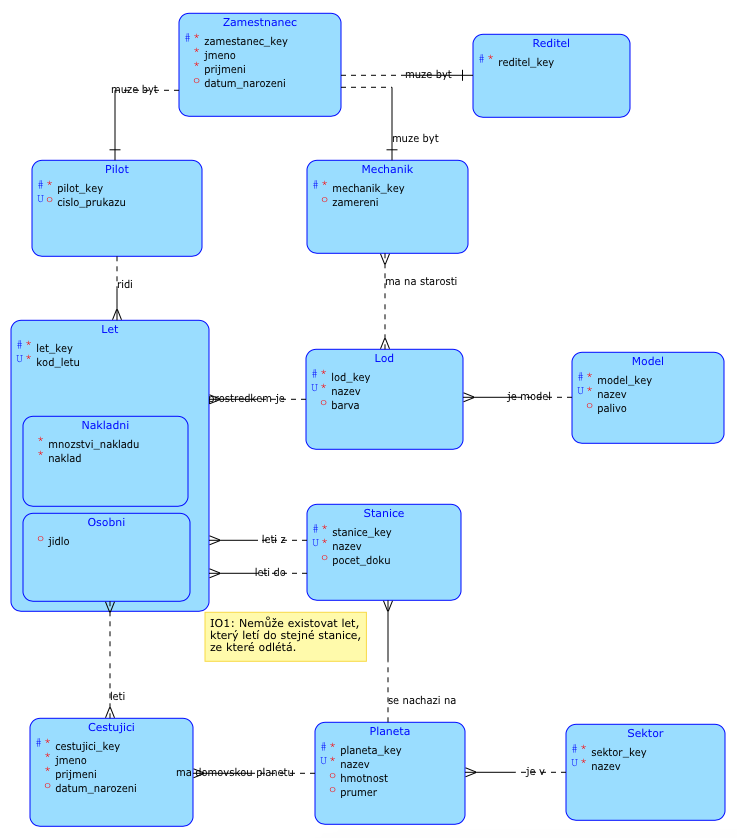 Zamestnanec
# * zamestanec_key
* jmeno
* prijmeni
o datum_narozeni
Reditel
# * reditel_key
muze byt
muze byt
muze byt
Pilot
# * pilot_key
U o cislo_prukazu
Mechanik
# * mechanik_key
o zamereni
ridi
ma na starosti
Let
# * let_key
U * kod_letu
Lod
# * lod_key
U * nazev
o barva
Model
# * model_key
U * nazev
o palivo
prostredkem je
je model
Nakladni
* mnozstvi_nakladu
* naklad
Osobni
o jidlo
Stanice
# * stanice_key
U * nazev
o pocet_doku
leti z
leti do
IO1: Nemůže existovat let,
který letí do stejné stanice,
ze které odlétá.
leti
se nachazi na
Cestujici
# * cestujici_key
* jmeno
* prijmeni
o datum_narozeni
ma domovskou planetu
Planeta
# * planeta_key
U * nazev
o hmotnost
o prumer
je v
Sektor
# * sektor_key
U * nazev